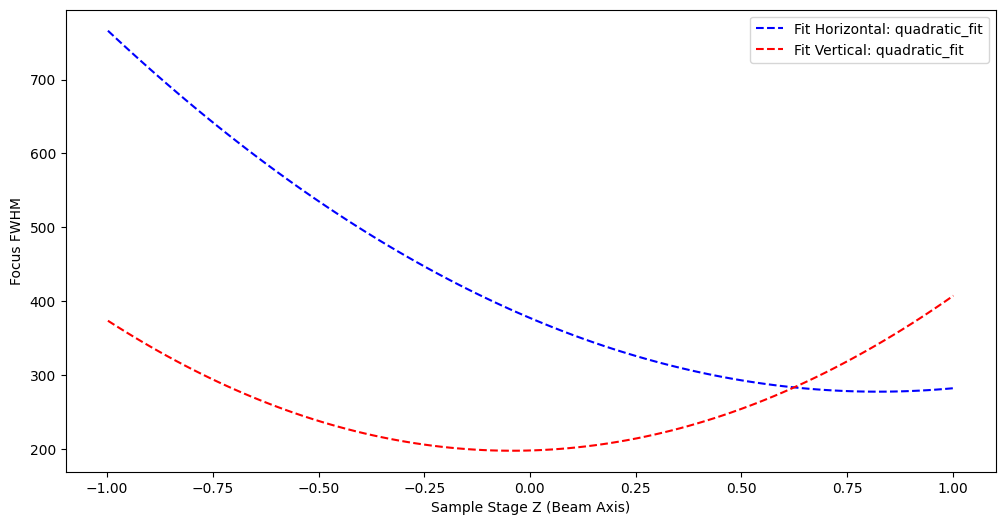 Fit Horizontal: quadratic_fit
Fit Vertical: quadratic_fit
700
600
500
400
300
200
Focus FWHM
−1.00 −0.75 −0.50 −0.25 0.00 0.25 0.50 0.75 1.00
Sample Stage Z (Beam Axis)